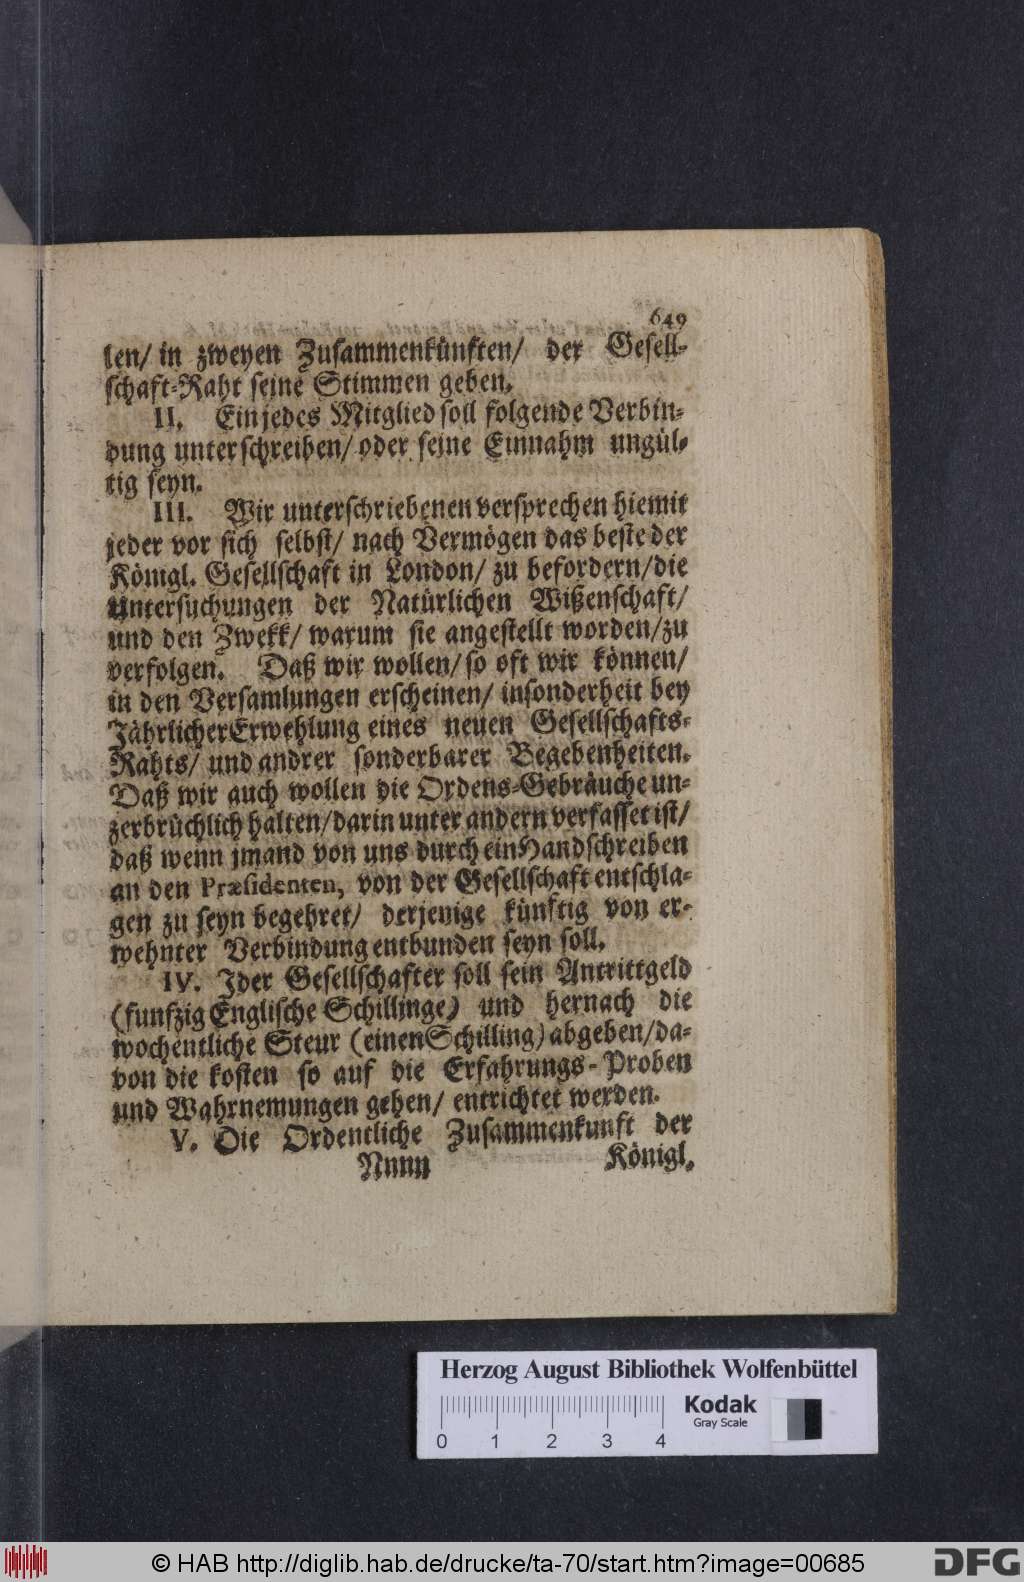 649
len/ in zweyen Zusammenkünften/ der Gesell-
schaft-Raht seine Stimmen geben.
II. Ein jedes Mitglied soll folgende Verbin-
dung unterschreiben/ oder seine Einnahm ungül-
tig seyn.
III. Wir unterschriebenen versprechen hiemit
jeder vor sich selbst/ nach Vermögen das beste der
Königl. Gesellschaft in London/ zu befordern/ die
Untersuchungen der Natürlichen Wißenschaft/
und den Zwekk/ warum sie angestellt worden/ zu
verfolgen. Daß wir wollen/ so oft wir können/
in den Versamlungen erscheinen/ insonderheit bey
Jährlicher Erwehlung eines neuen Gesellschafts-
Rahts/ und andrer sonderbarer Begebenheiten.
Daß wir auch wollen die Ordens-Gebräuche un-
zerbrüchlich halten/ darin unter andern verfasset ist/
daß wenn jmand von uns durch ein Handschreiben
an den Præsidenten, von der Gesellschaft entschla-
gen zu seyn begehret/ derjenige künftig von er-
wehnter Verbindung entbunden seyn soll.
IV. Jder Gesellschafter soll sein Antrittgeld
(funfzig Englische Schillinge) und hernach die
wochentliche Steur (einen Schilling) abgeben/ da-
von die kosten so auf die Erfahrungs-Proben
und Wahrnemungen gehen/ entrichtet werden.
V. Die Ordentliche Zusammenkunft der
Nnnn Königl.
Herzog August Bibliothek Wolfenbüttel
Kodak
Gray Scale
0 1 2 3 4
© HAB http://diglib.hab.de/drucke/ta-70/start.htm?image=00685
DFG